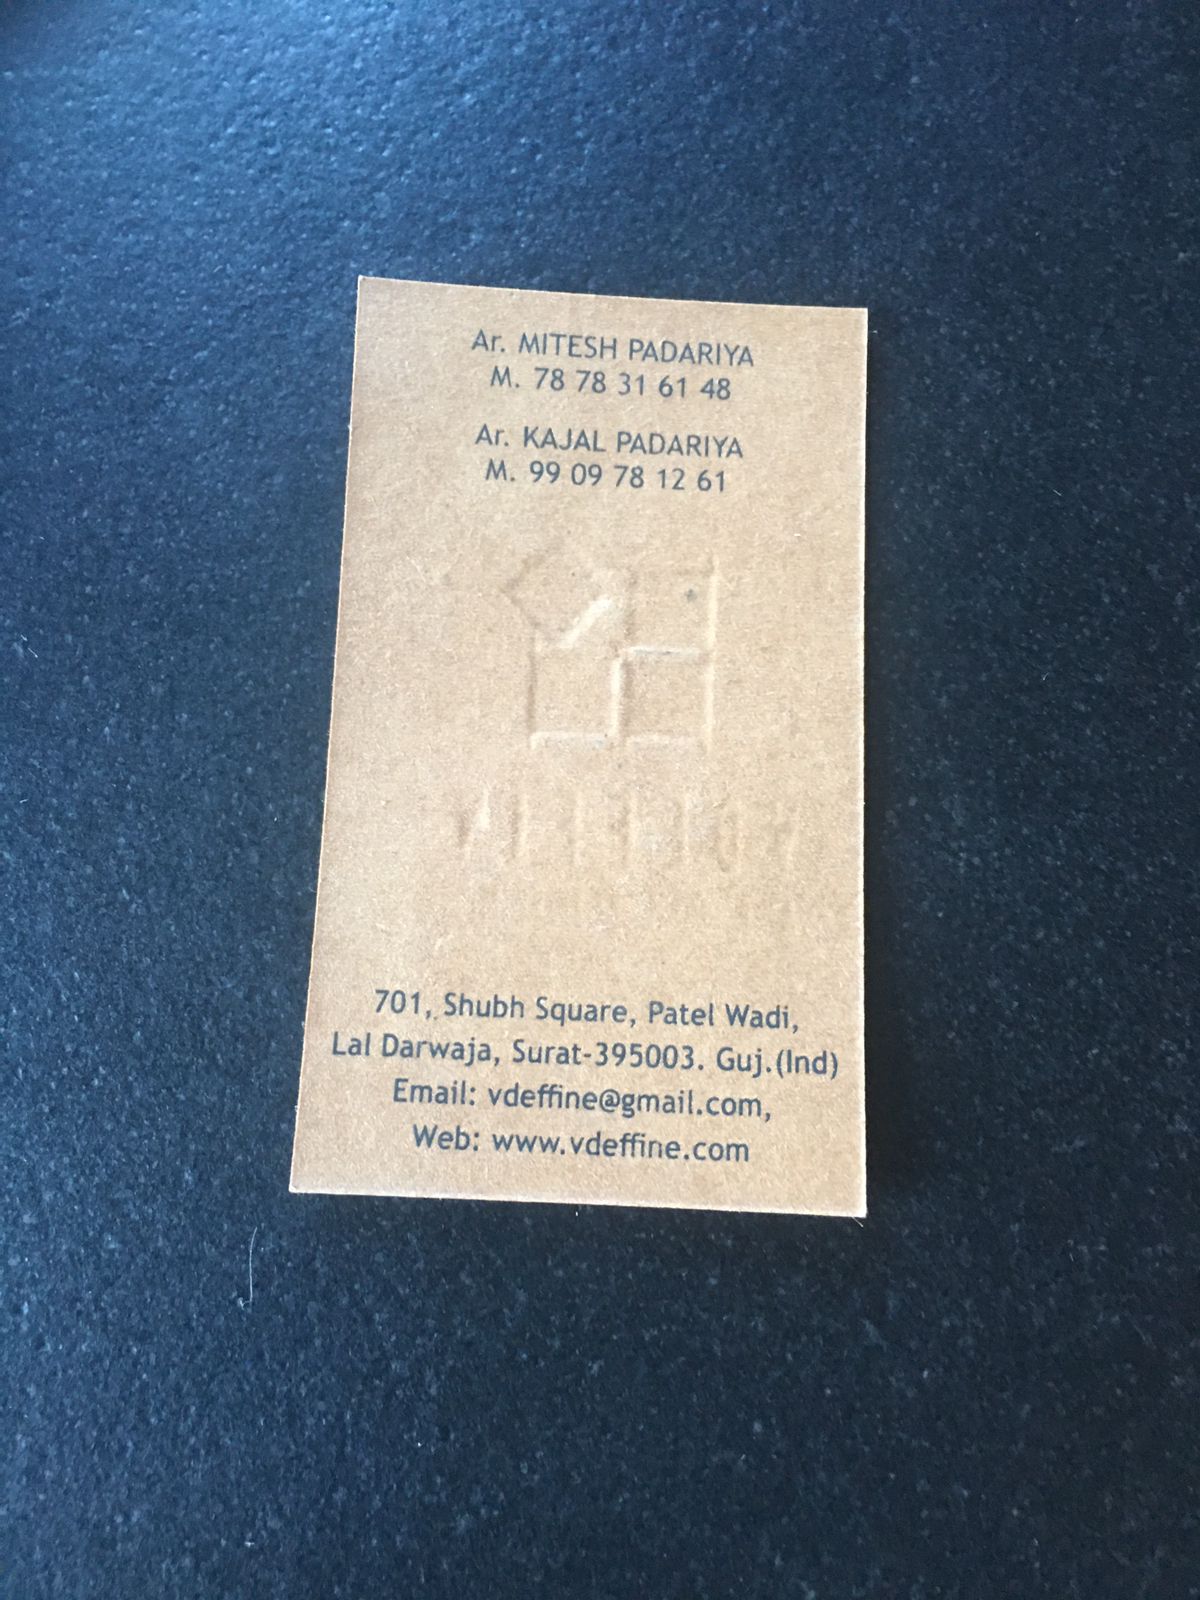 Ar. MITESH PADARIYA
M. 78 78 31 61 48
Ar. KAJAL PADARIYA
M. 99 09 78 12 61
701, Shubh Square, Patel Wadi,
Lal Darwaja, Surat-395003. Guj.(Ind)
Email: vdeffine@gmail.com,
Web: www.vdeffine.com